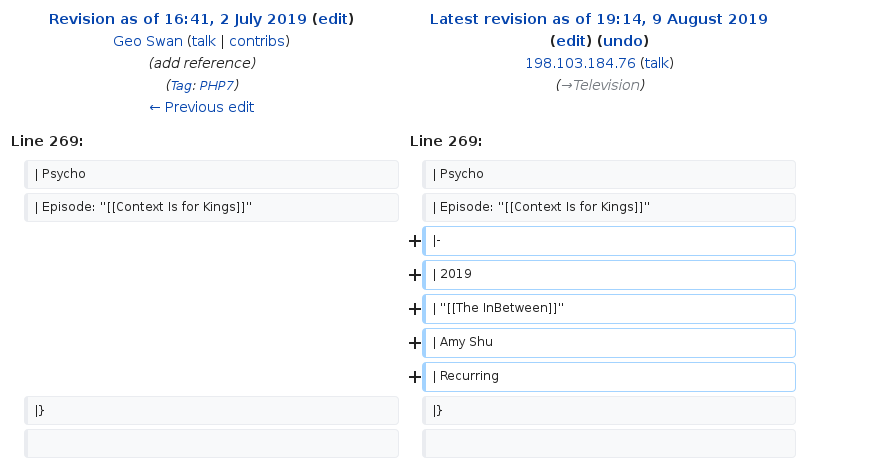 Revision as of 16:41, 2 July 2019 (edit)
Geo Swan (talk | contribs)
(add reference)
(Tag: PHP7)
← Previous edit
Latest revision as of 19:14, 9 August 2019
(edit) (undo)
198.103.184.76 (talk)
(→Television)
Line 269:
Line 269:
| Psycho
| Psycho
| Episode: "[[Context Is for Kings]]"
| Episode: "[[Context Is for Kings]]"
+ |-
+ | 2019
+ | ''[[The InBetween]]''
+ | Amy Shu
+ | Recurring
|}
|}